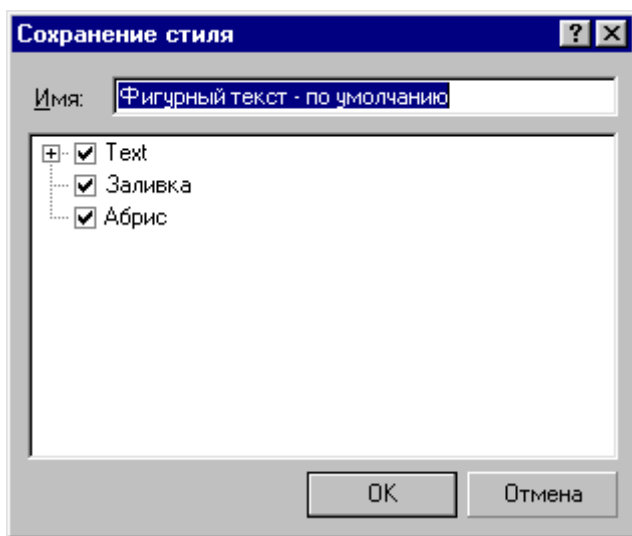 Сохранение стиля
Имя: Фигурный текст - по умолчанию
Text
Заливка
Абрис
OK Отмена